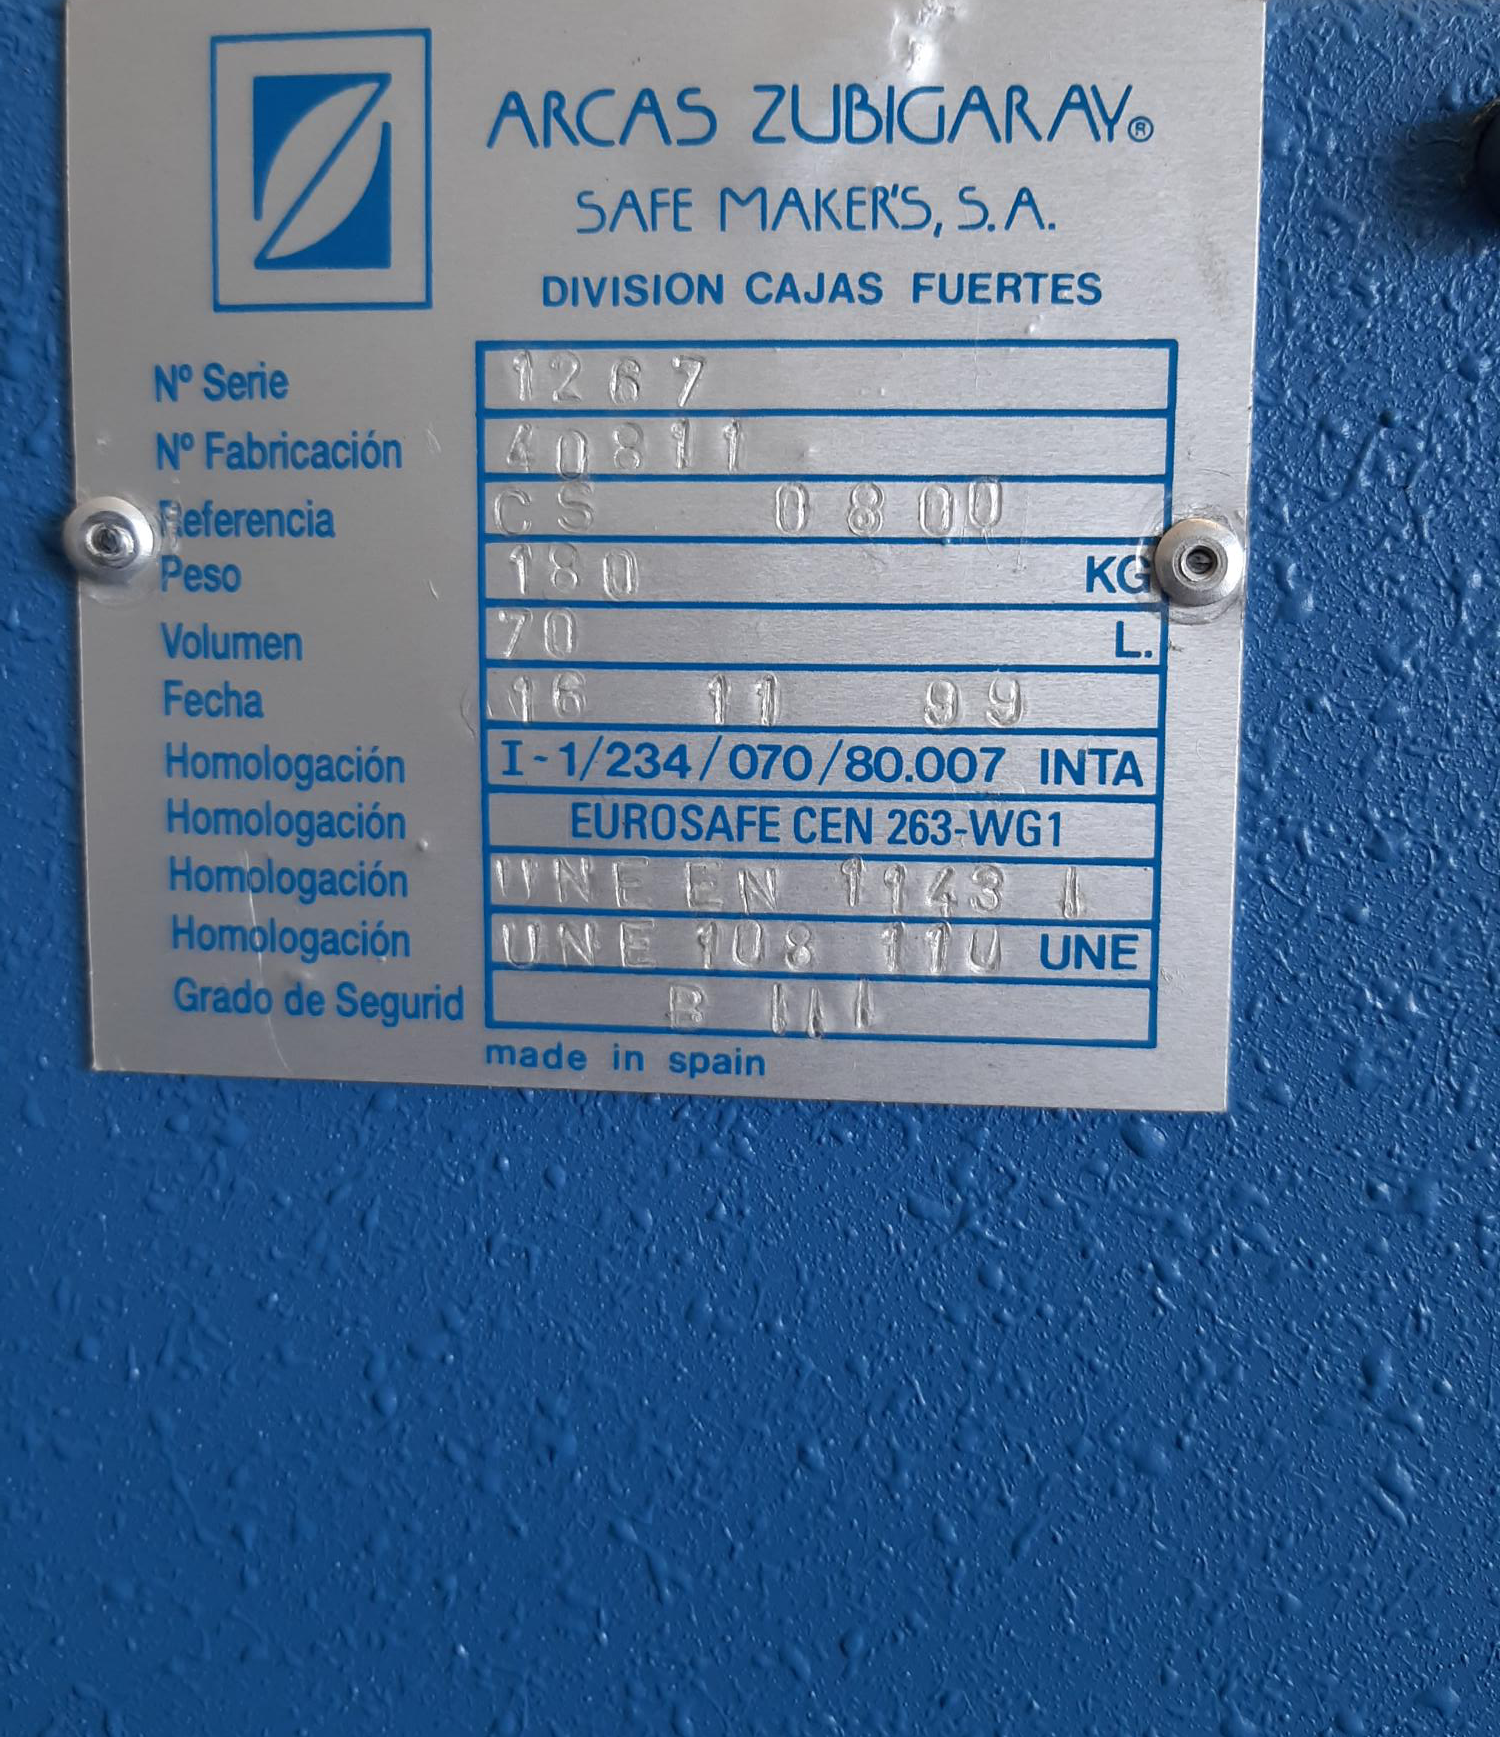 ARCAS ZUBIGARAY®
SAFE MAKER'S, S.A.
DIVISION CAJAS FUERTES
Nº Serie 1267
Nº Fabricación 40811
Referencia CS 0800
Peso 180 KG
Volumen 70 L.
Fecha 16 11 99
Homologación I-1/234/070/80.007 INTA
Homologación EUROSAFE CEN 263-WG1
Homologación UNE EN 1143 1
Homologación UNE 108 110 UNE
Grado de Segurid B III
made in spain